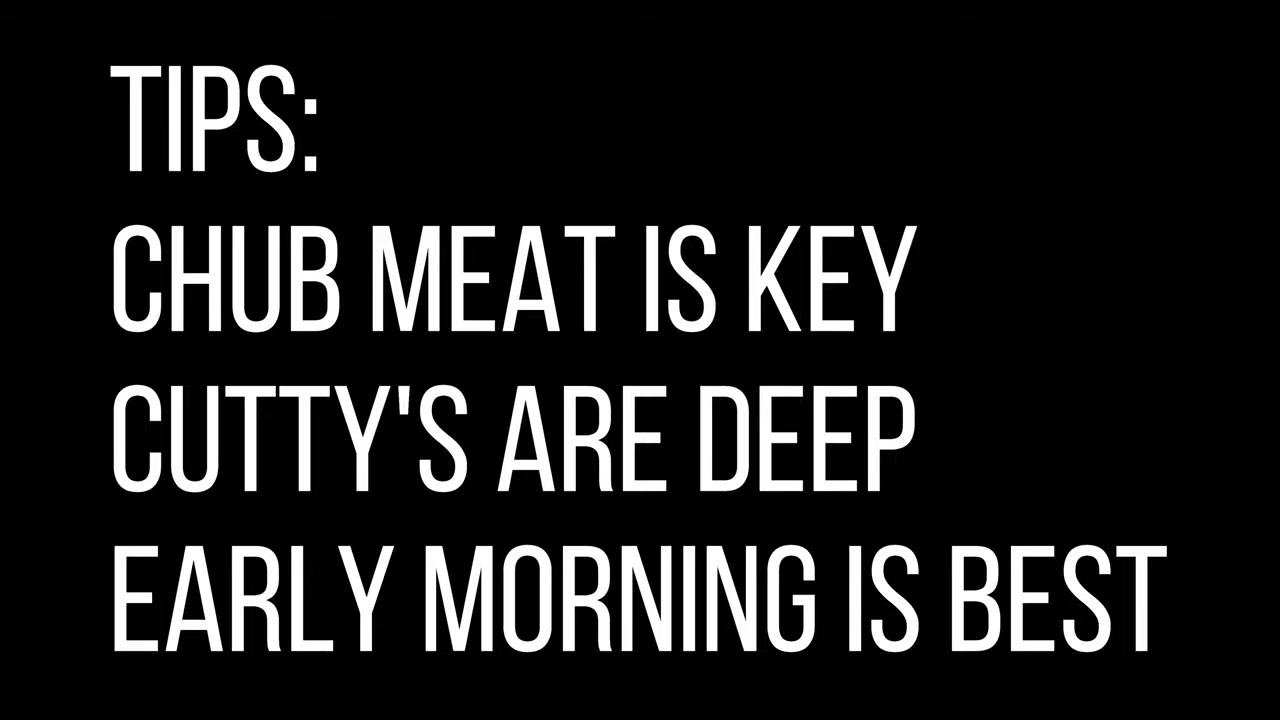 TIPS:
CHUB MEAT IS KEY
CUTTY'S ARE DEEP
EARLY MORNING IS BEST